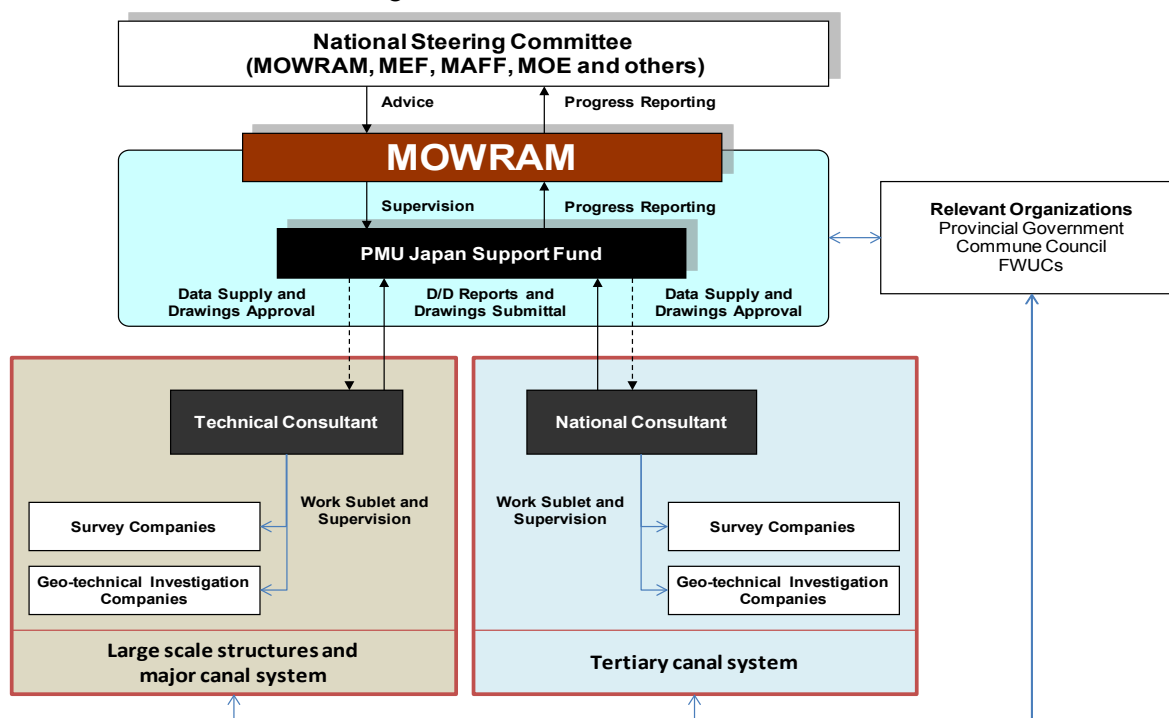 National Steering Committee
(MOWRAM, MEF, MAFF, MOE and others)
Advice
Progress Reporting
MOWRAM
Supervision
Progress Reporting
PMU Japan Support Fund
Data Supply and
Drawings Approval
D/D Reports and
Drawings Submittal
Data Supply and
Drawings Approval
Relevant Organizations
Provincial Government
Commune Council
FWUCs
Technical Consultant
Work Sublet and
Supervision
Survey Companies
Geo-technical Investigation
Companies
Large scale structures and
major canal system
National Consultant
Work Sublet and
Supervision
Survey Companies
Geo-technical Investigation
Companies
Tertiary canal system